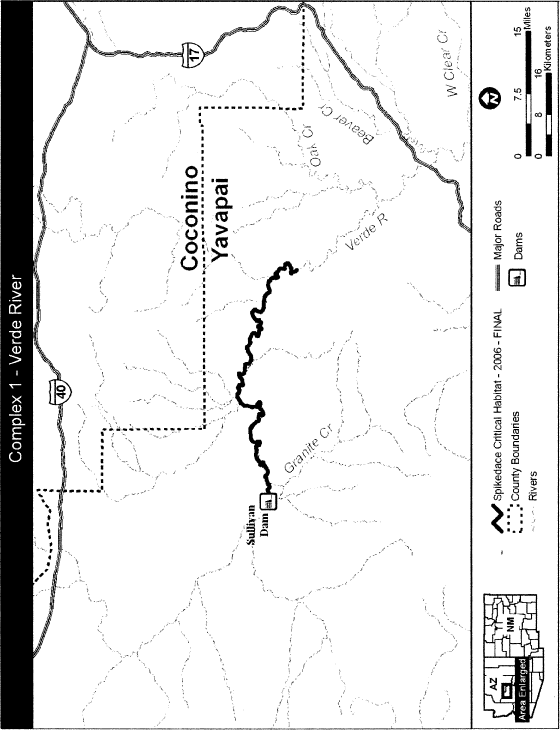 Complex 1 - Verde River
40
17
Coconino
Yavapai
Oak Cr
Beaver Cr
W Clear Cr
Verde R
Granite Cr
Sullivan
Dam
Spikedace Critical Habitat - 2006 - FINAL
County Boundaries
Rivers
Major Roads
Dams
N
0 7.5 15
Miles
0 8 16
Kilometers
AZ
NM
Area Enlarged